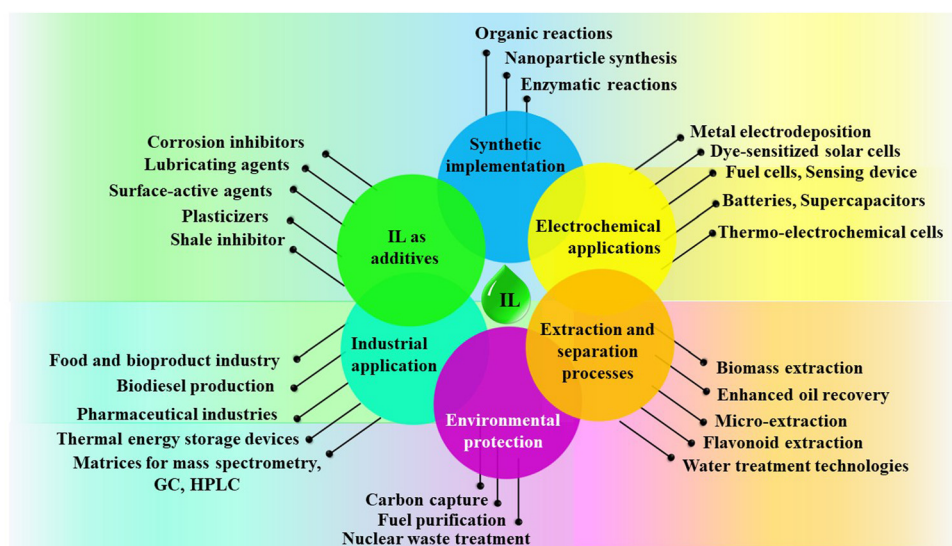 Organic reactions
Nanoparticle synthesis
Enzymatic reactions
Synthetic
implementation
Metal electrodeposition
Dye-sensitized solar cells
Fuel cells, Sensing device
Batteries, Supercapacitors
Thermo-electrochemical cells
Electrochemical
applications
Corrosion inhibitors
Lubricating agents
Surface-active agents
Plasticizers
Shale inhibitor
IL as
additives
IL
Industrial
application
Food and bioproduct industry
Biodiesel production
Pharmaceutical industries
Thermal energy storage devices
Matrices for mass spectrometry,
GC, HPLC
Extraction and
separation
processes
Biomass extraction
Enhanced oil recovery
Micro-extraction
Flavonoid extraction
Water treatment technologies
Environmental
protection
Carbon capture
Fuel purification
Nuclear waste treatment